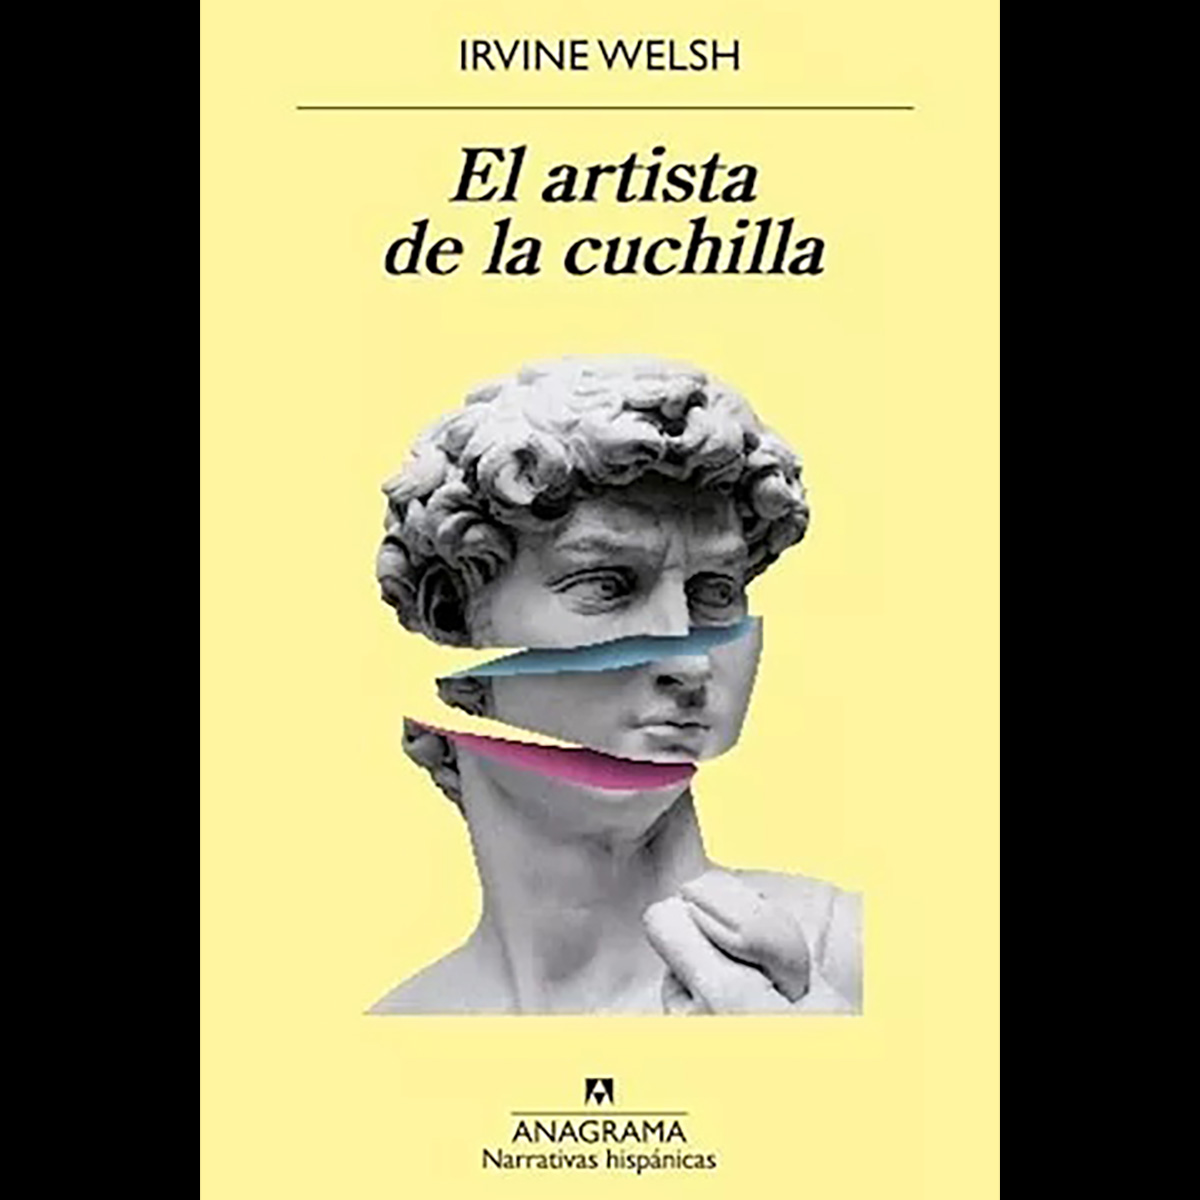 IRVINE WELSH
El artista
de la cuchilla
ANAGRAMA
Narrativas hispánicas